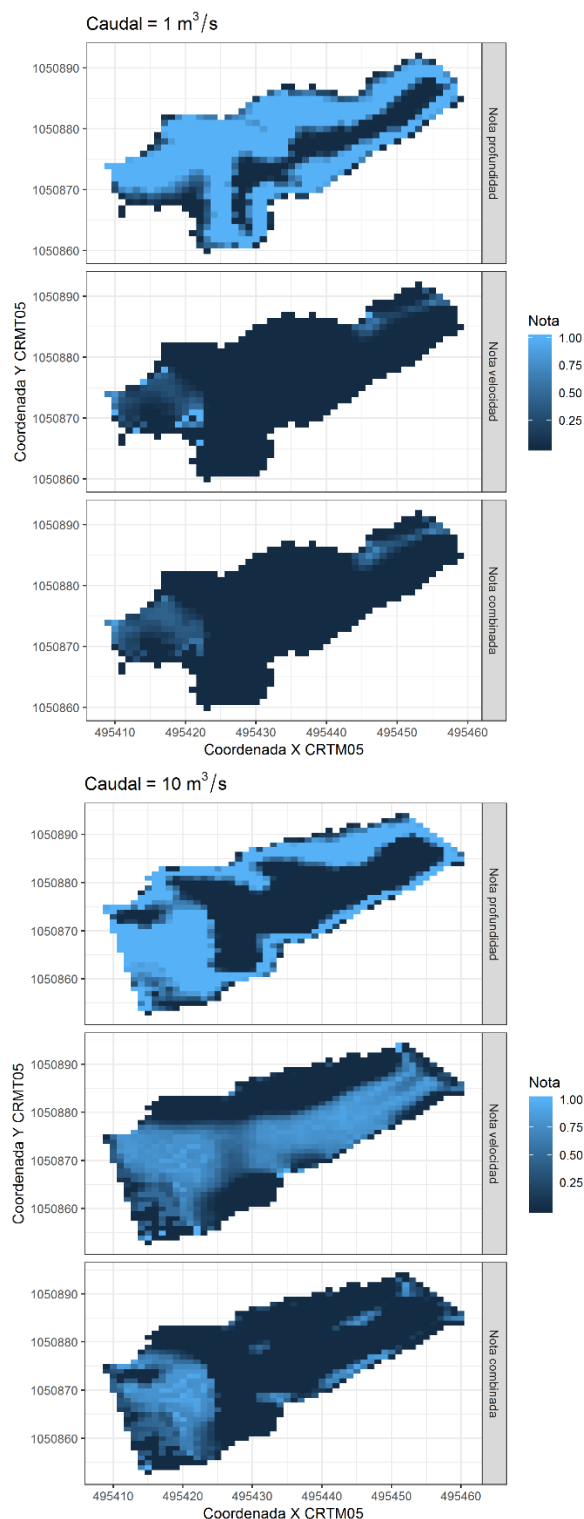 Caudal = 1 m³/s
1050890
1050880
1050870
1050860
Nota profundidad
1050890
1050880
1050870
1050860
Nota velocidad
1050890
1050880
1050870
1050860
Nota combinada
Coordenada Y CRMT05
495410 495420 495430 495440 495450 495460
Coordenada X CRTM05
Nota
1.00
0.75
0.50
0.25
Caudal = 10 m³/s
1050890
1050880
1050870
1050860
Nota profundidad
1050890
1050880
1050870
1050860
Nota velocidad
1050890
1050880
1050870
1050860
Nota combinada
Coordenada Y CRMT05
495410 495420 495430 495440 495450 495460
Coordenada X CRTM05
Nota
1.00
0.75
0.50
0.25